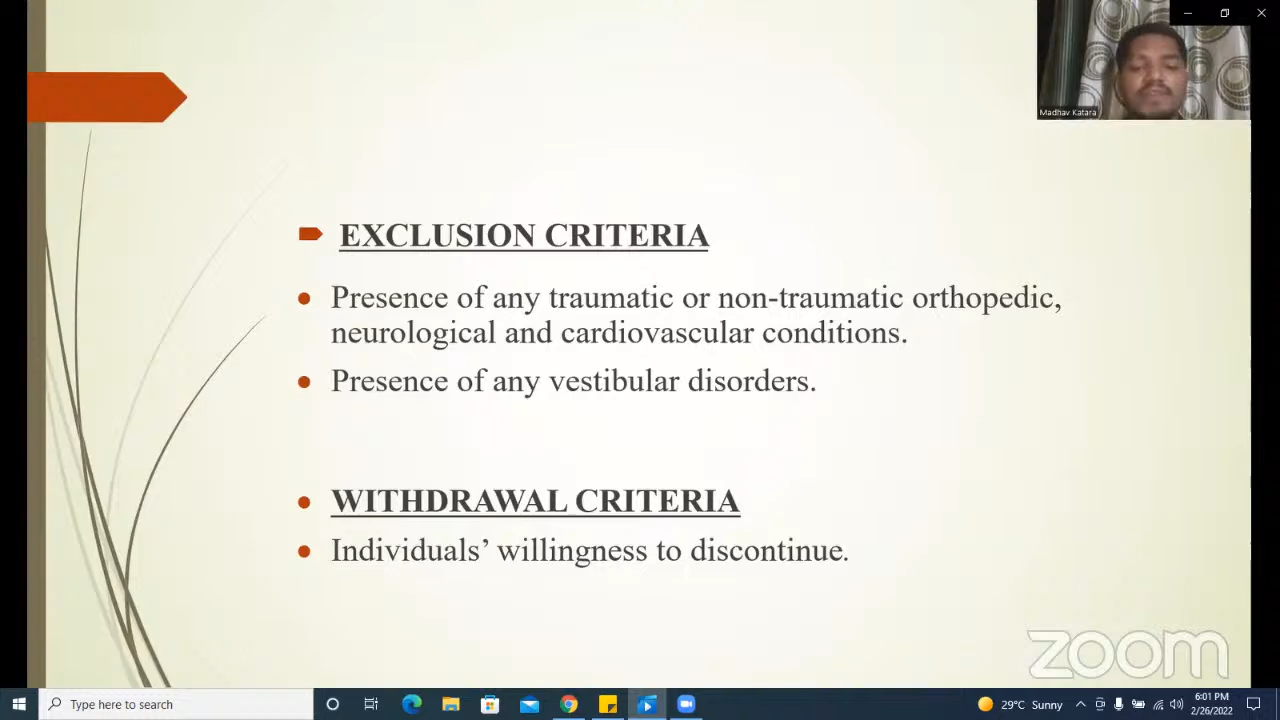 Madhav Katara
EXCLUSION CRITERIA
Presence of any traumatic or non-traumatic orthopedic,
neurological and cardiovascular conditions.
Presence of any vestibular disorders.
WITHDRAWAL CRITERIA
Individuals’ willingness to discontinue.
zoom
Type here to search
29°C Sunny
6:01 PM
2/26/2022